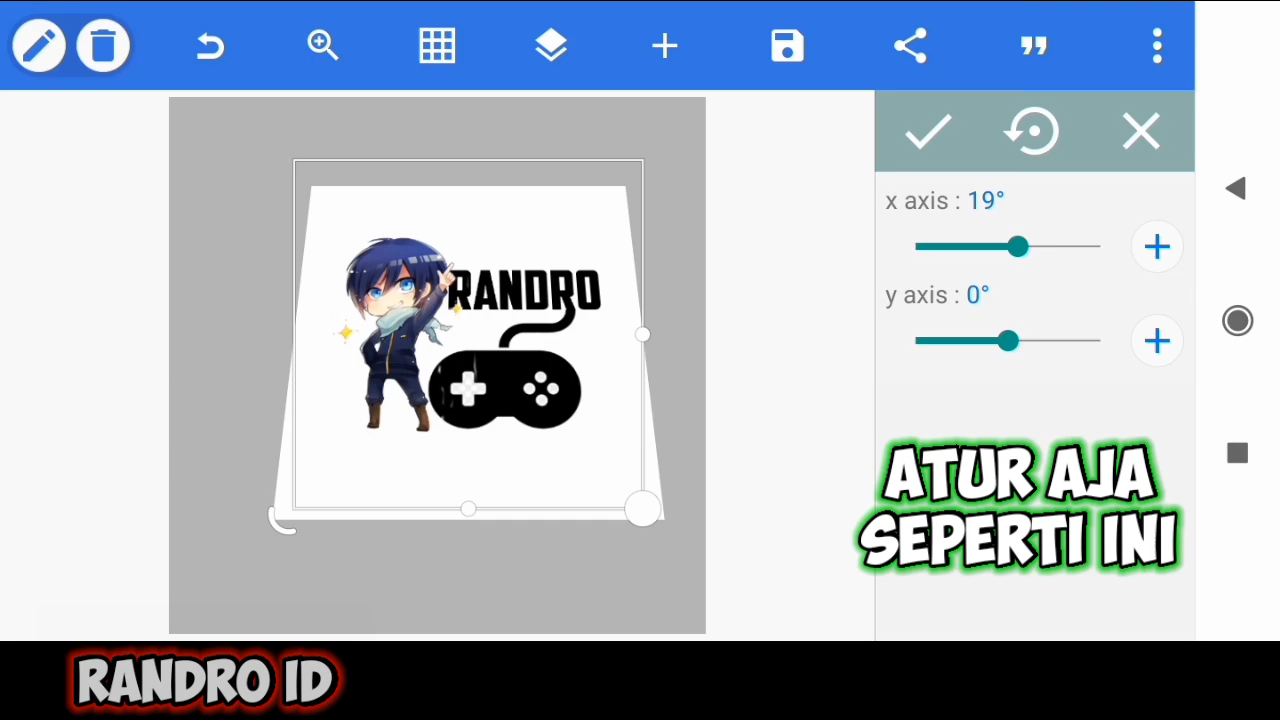 x axis : 19°
y axis : 0°
RANDRO
ATUR AJA
SEPERTI INI
RANDRO ID